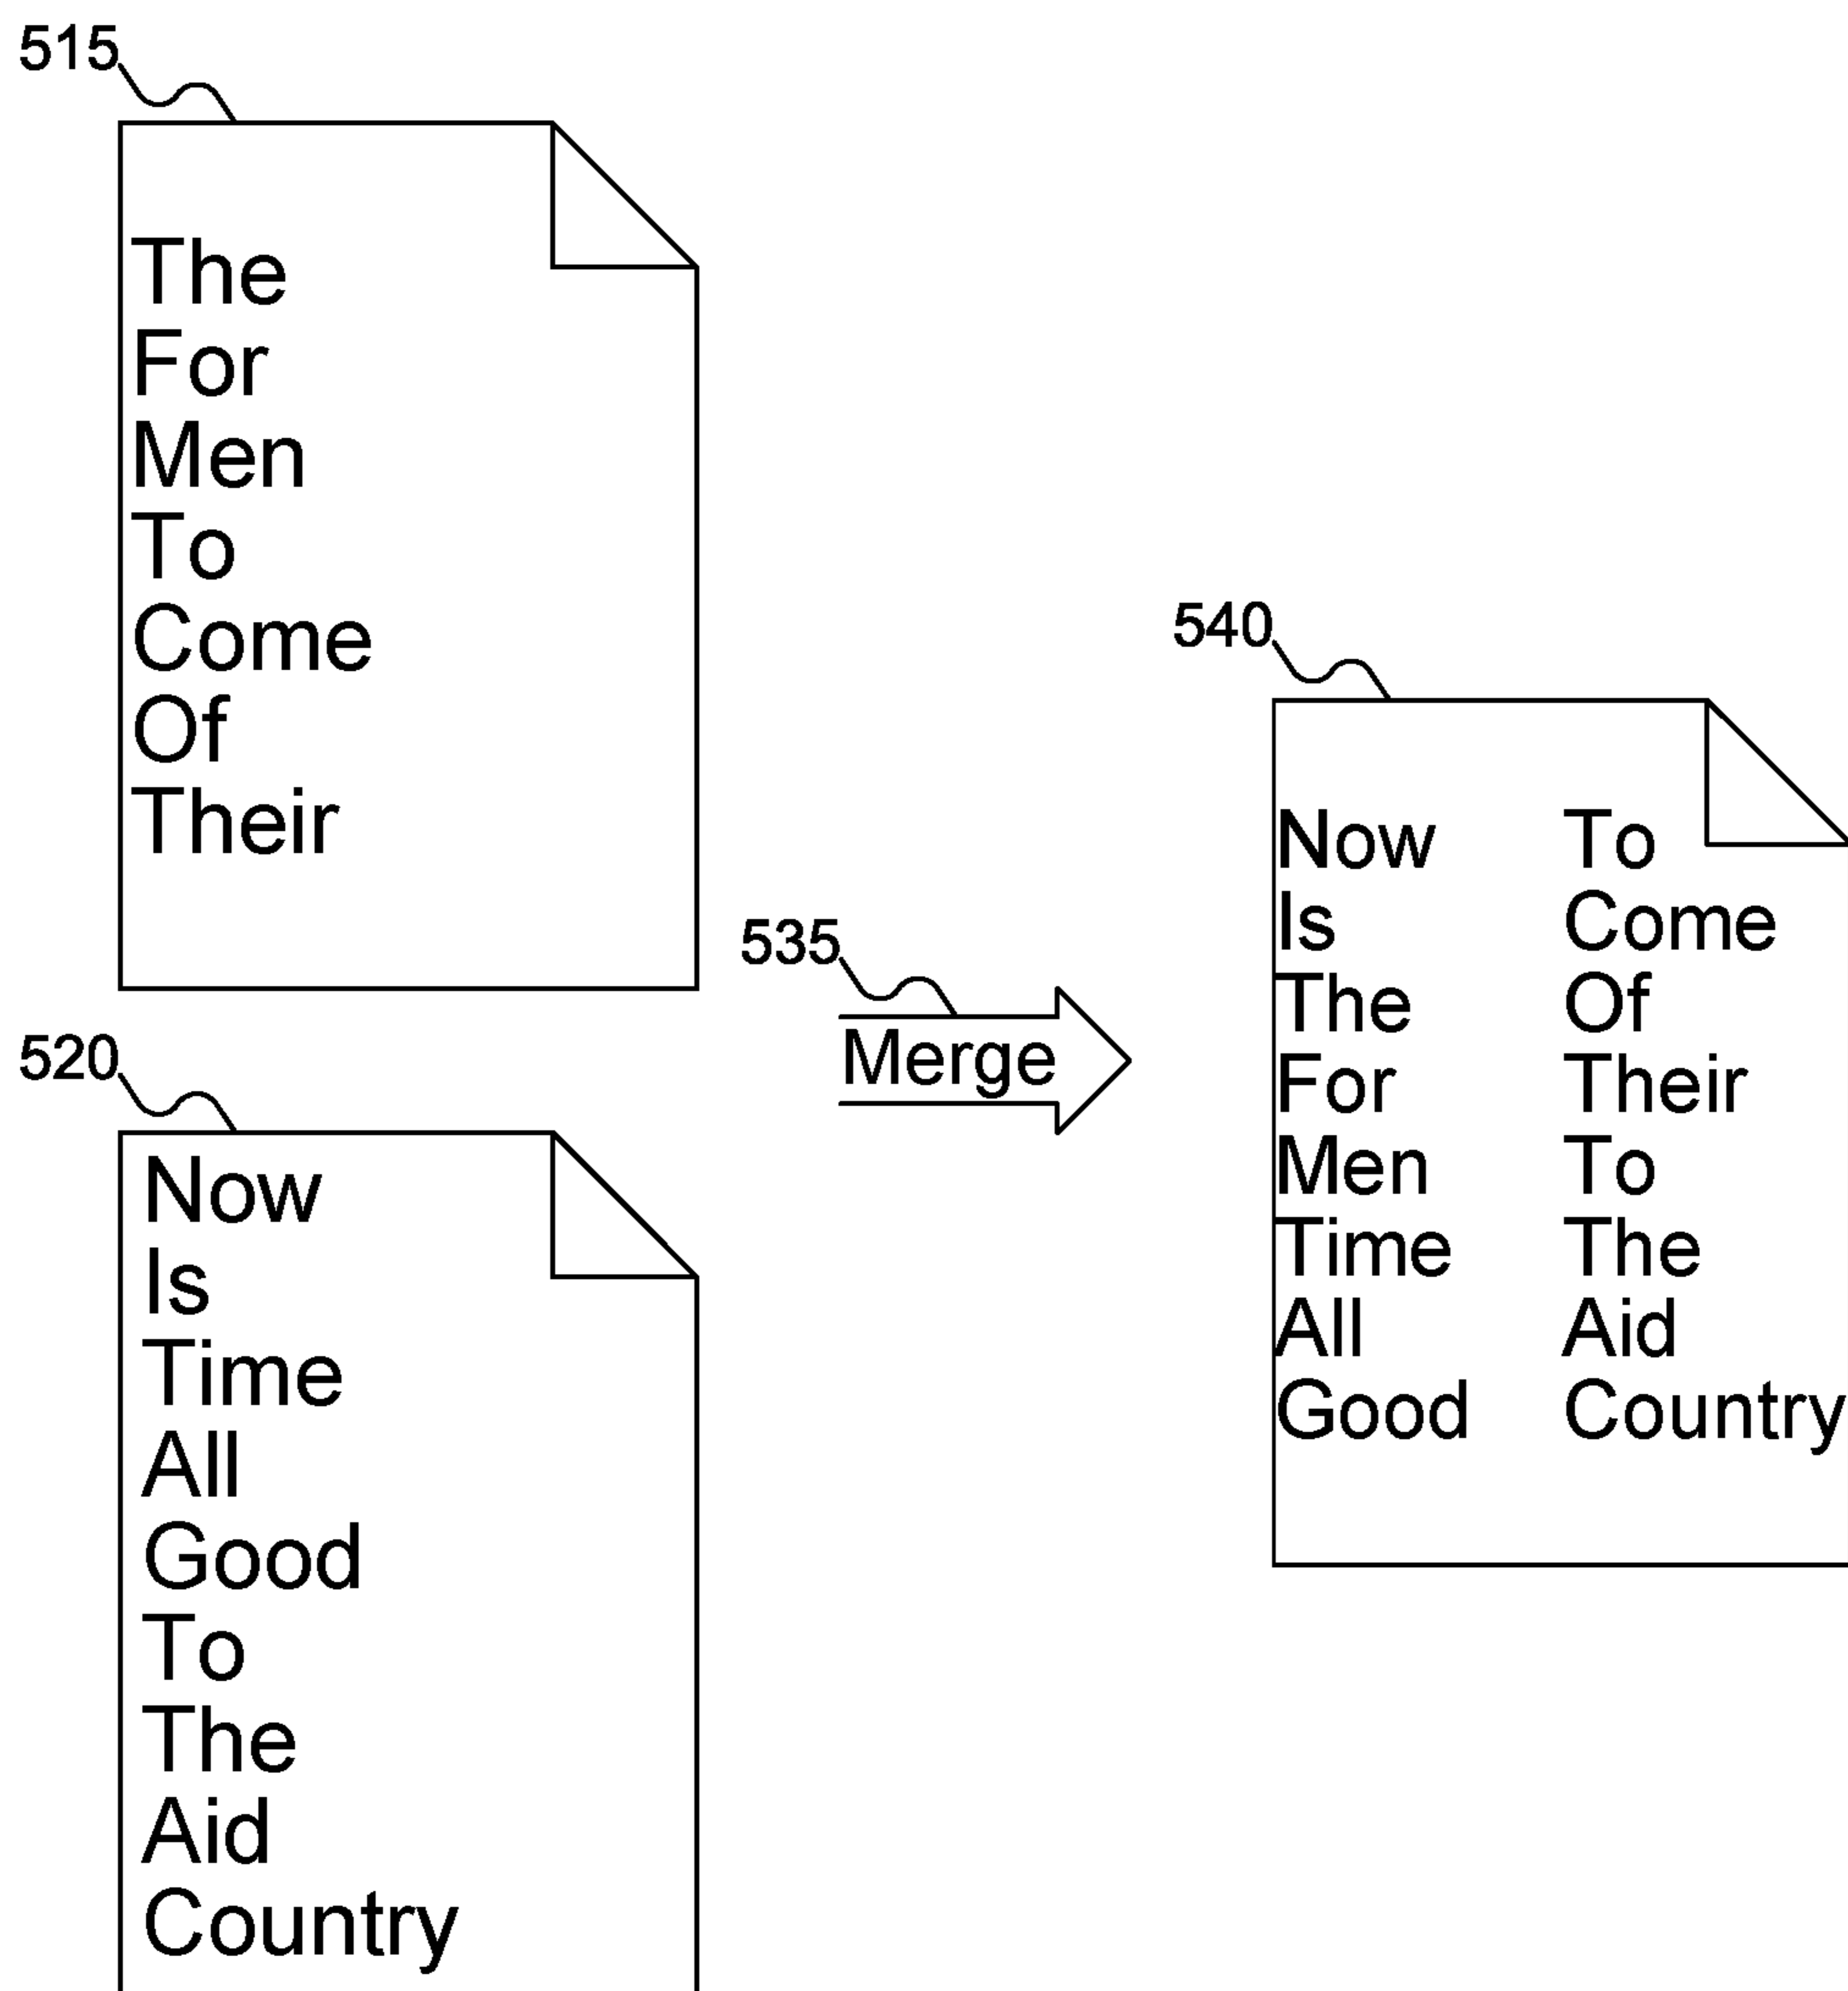 515
The
For
Men
To
Come
Of
Their
520
Now
Is
Time
All
Good
To
The
Aid
Country
535
Merge
540
Now
Is
The
For
Men
Time
All
Good
To
Come
Of
Their
To
The
Aid
Country